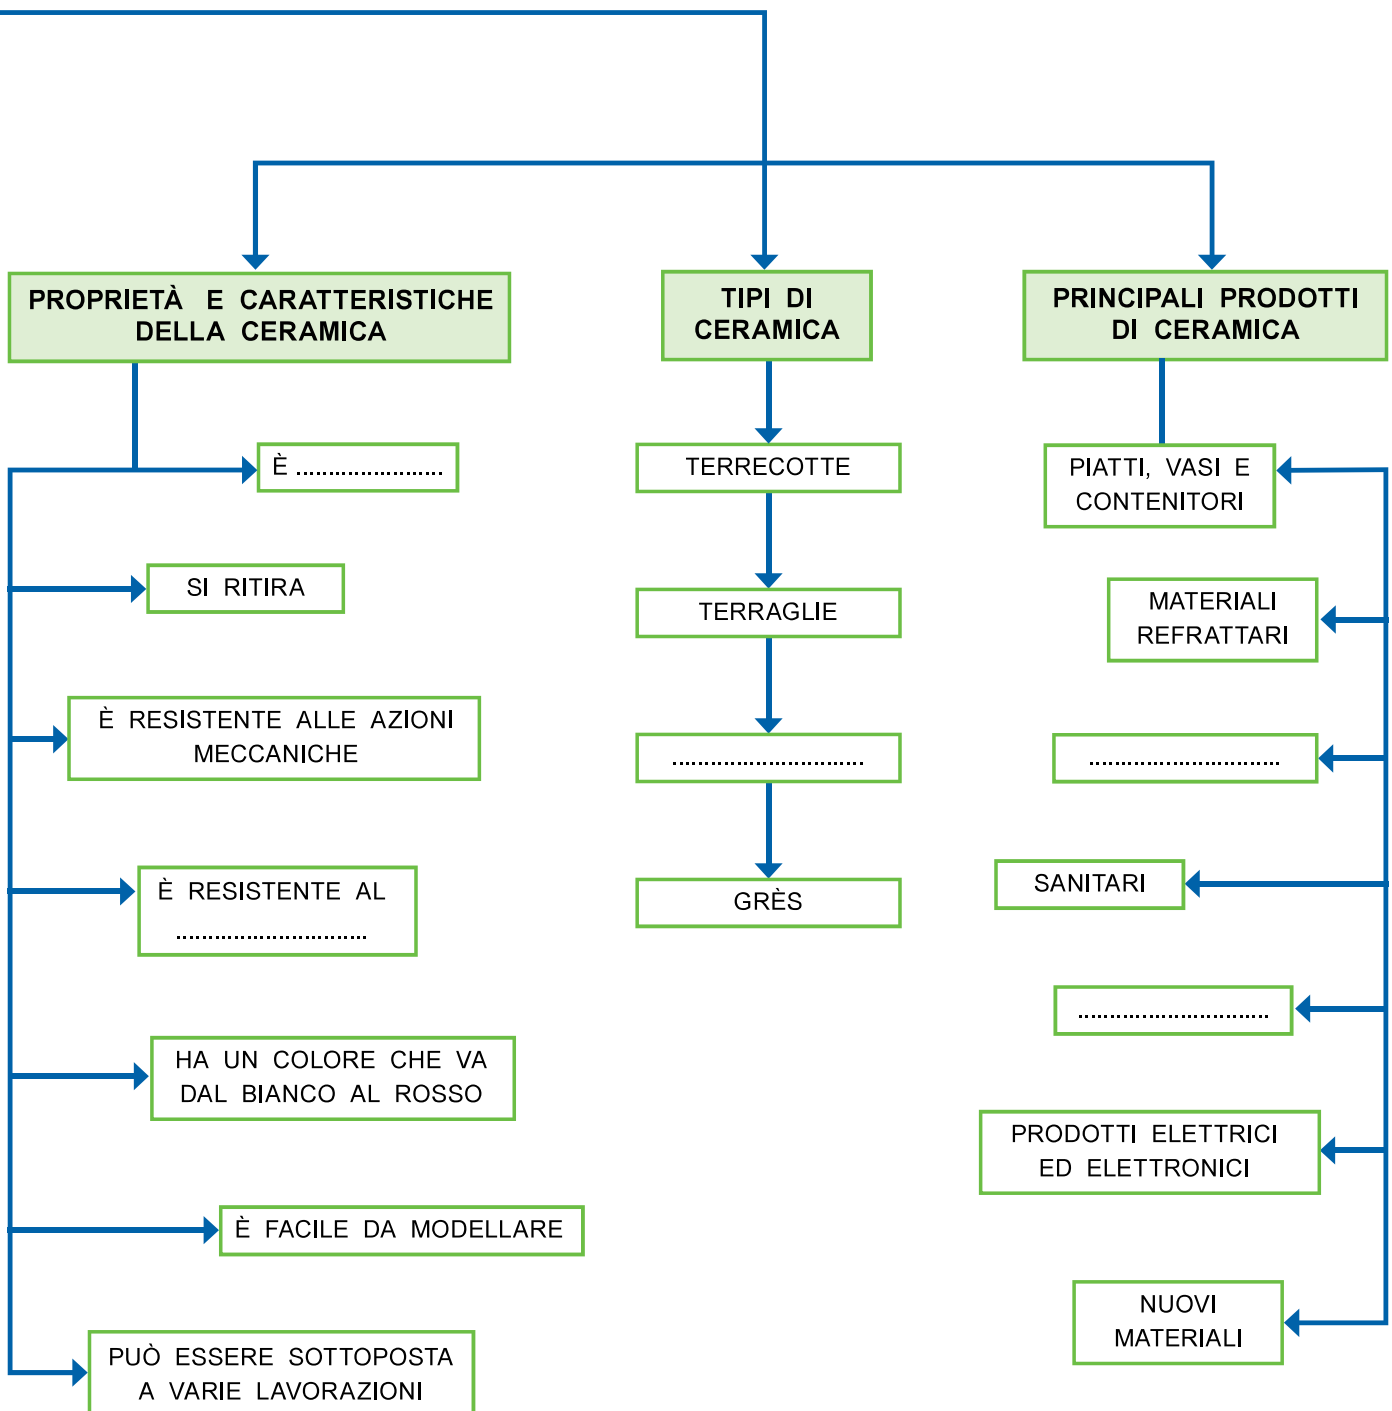 PROPRIETÀ E CARATTERISTICHE
DELLA CERAMICA
È ......................
SI RITIRA
È RESISTENTE ALLE AZIONI
MECCANICHE
È RESISTENTE AL
.............................
HA UN COLORE CHE VA
DAL BIANCO AL ROSSO
È FACILE DA MODELLARE
PUÒ ESSERE SOTTOPOSTA
A VARIE LAVORAZIONI
TIPI DI
CERAMICA
TERRECOTTE
TERRAGLIE
.............................
GRÈS
PRINCIPALI PRODOTTI
DI CERAMICA
PIATTI, VASI E
CONTENITORI
MATERIALI
REFRATTARI
.............................
SANITARI
.............................
PRODOTTI ELETTRICI
ED ELETTRONICI
NUOVI
MATERIALI